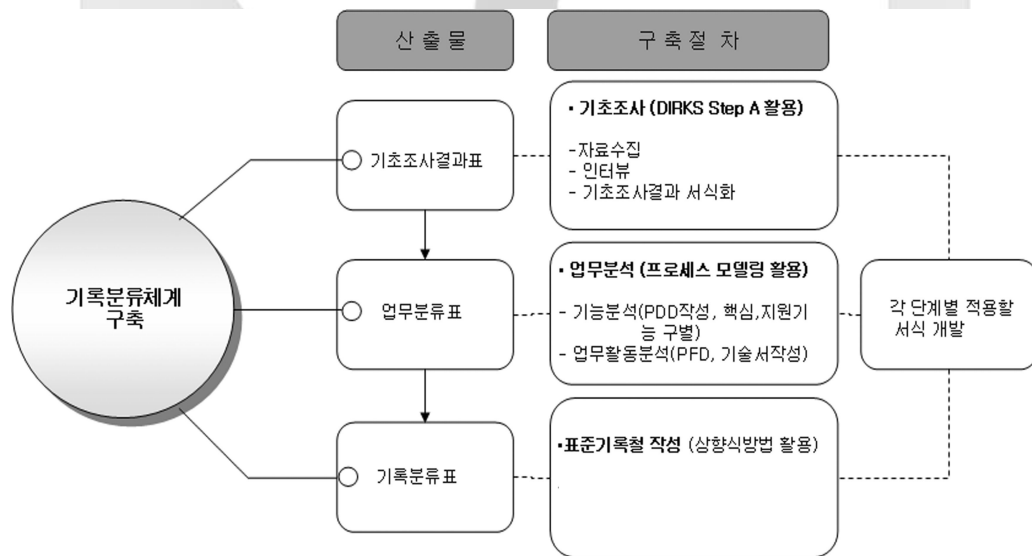 산 출 물
구 축 절 차
기초조사결과표
· 기초조사 (DIRKS Step A 활용)
-자료수집
- 인터뷰
- 기초조사결과 서식화
기록분류체계
구축
업무분류표
· 업무분석 (프로세스 모델링 활용)
- 기능분석(PDD작성, 핵심,지원기
능 구별)
- 업무활동분석(PFD, 기술서작성)
각 단계별 적용할
서식 개발
기록분류표
·표준기록철 작성 (상향식방법 활용)